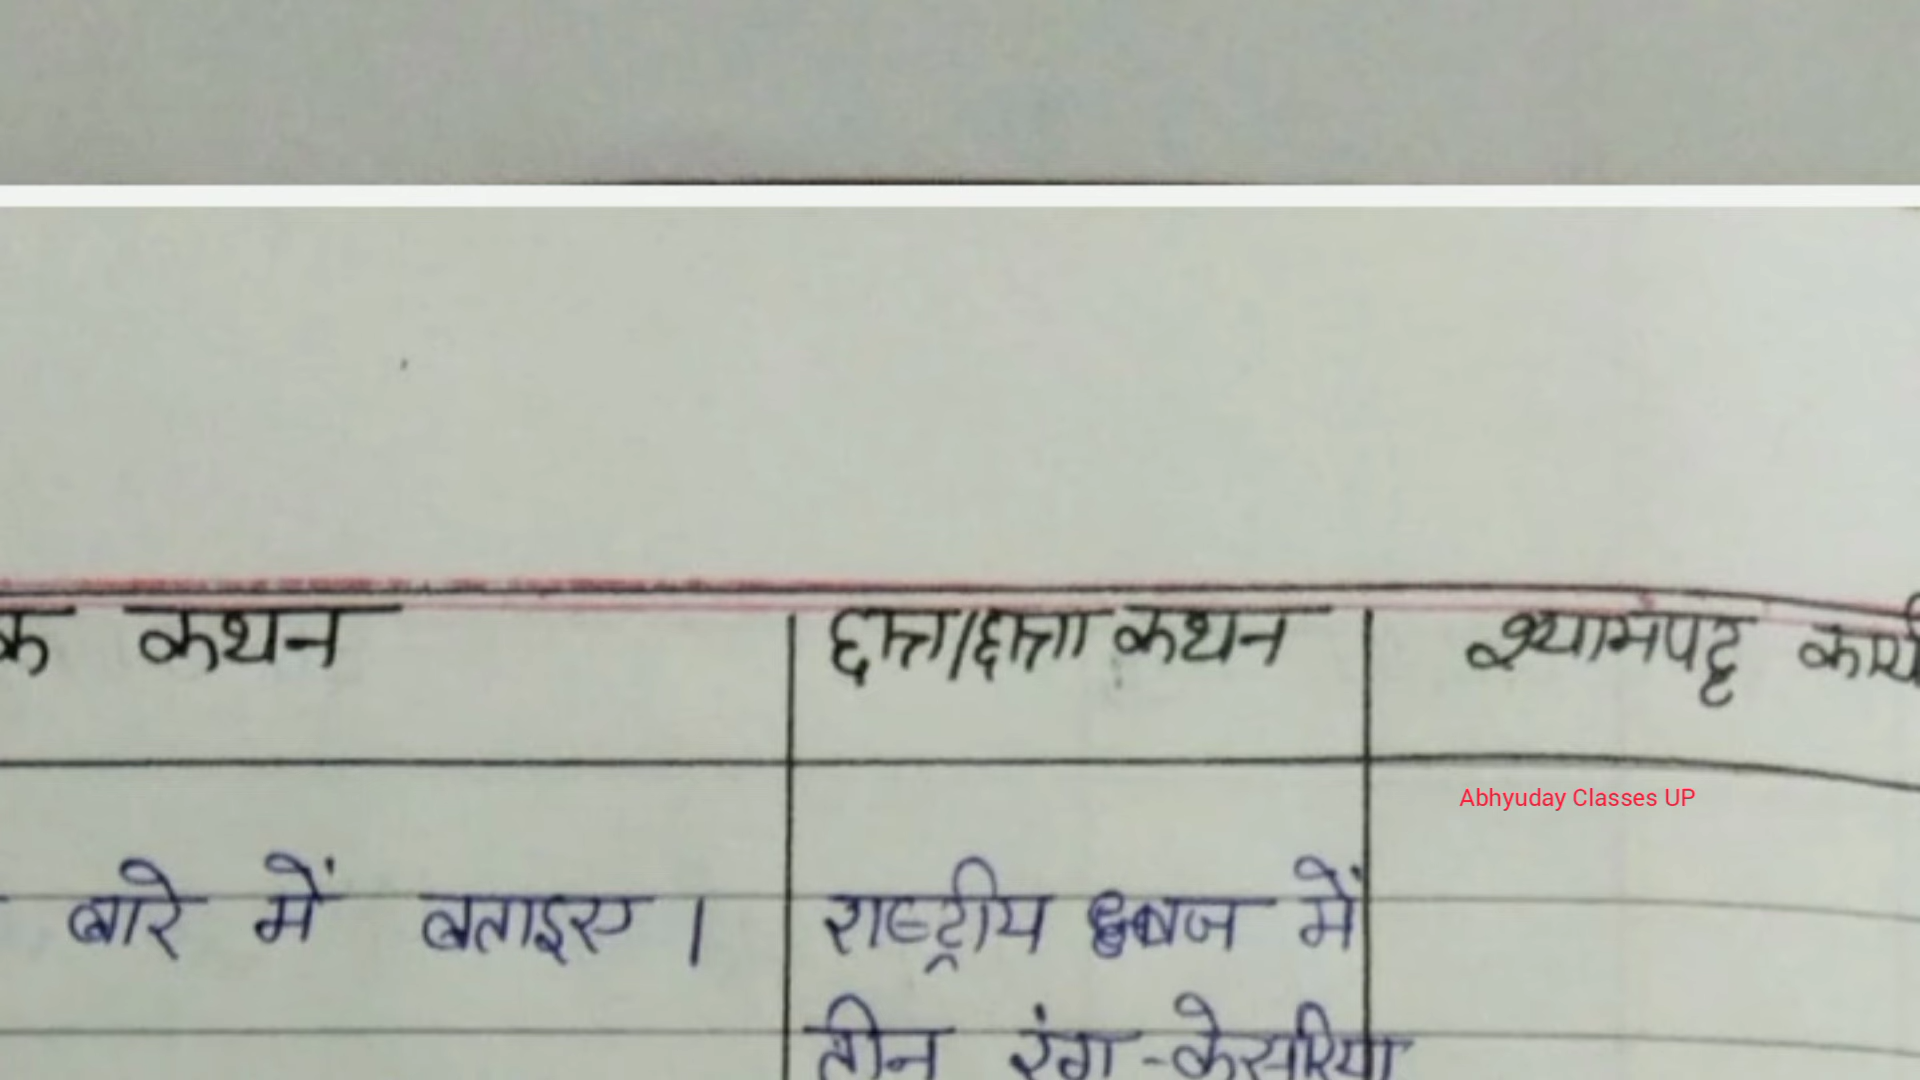 क कथन छात्र/छात्रा कथन श्यामपट्ट कार्य
Abhyuday Classes UP
बारे में बताइए । राष्ट्रीय ध्वज में
तीन रंग - केसरिया